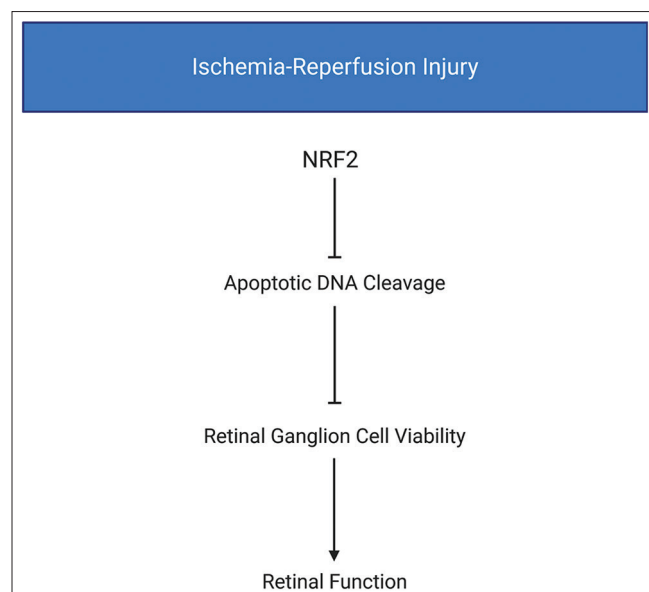 Ischemia-Reperfusion Injury
NRF2
Apoptotic DNA Cleavage
Retinal Ganglion Cell Viability
Retinal Function